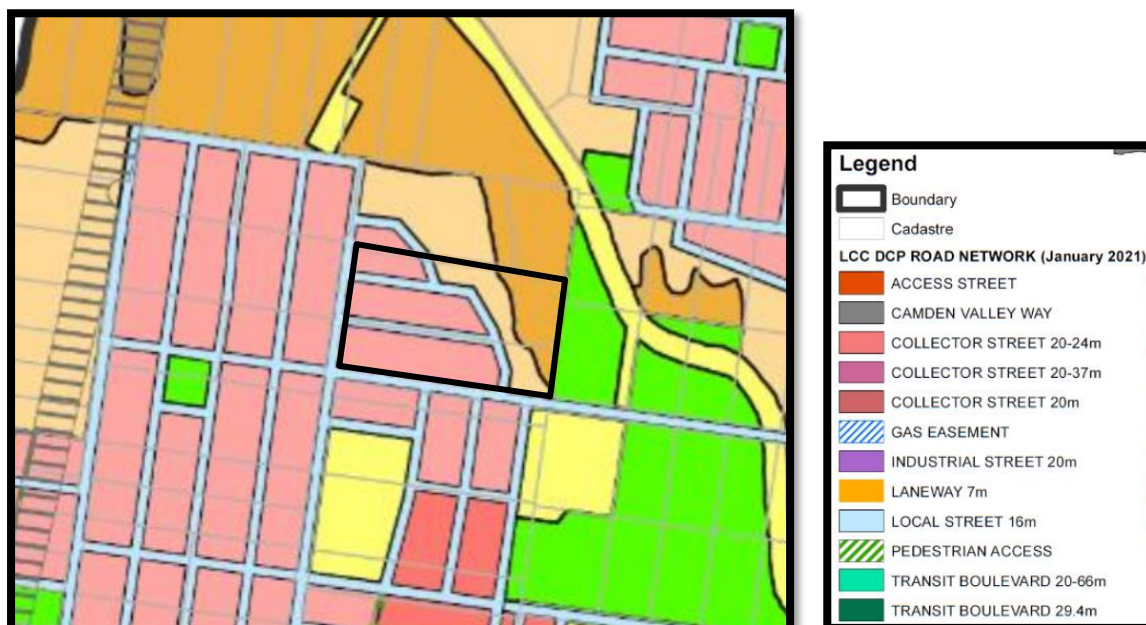 Legend
Boundary
Cadastre
LCC DCP ROAD NETWORK (January 2021)
ACCESS STREET
CAMDEN VALLEY WAY
COLLECTOR STREET 20-24m
COLLECTOR STREET 20-37m
COLLECTOR STREET 20m
GAS EASEMENT
INDUSTRIAL STREET 20m
LANEWAY 7m
LOCAL STREET 16m
PEDESTRIAN ACCESS
TRANSIT BOULEVARD 20-66m
TRANSIT BOULEVARD 29.4m